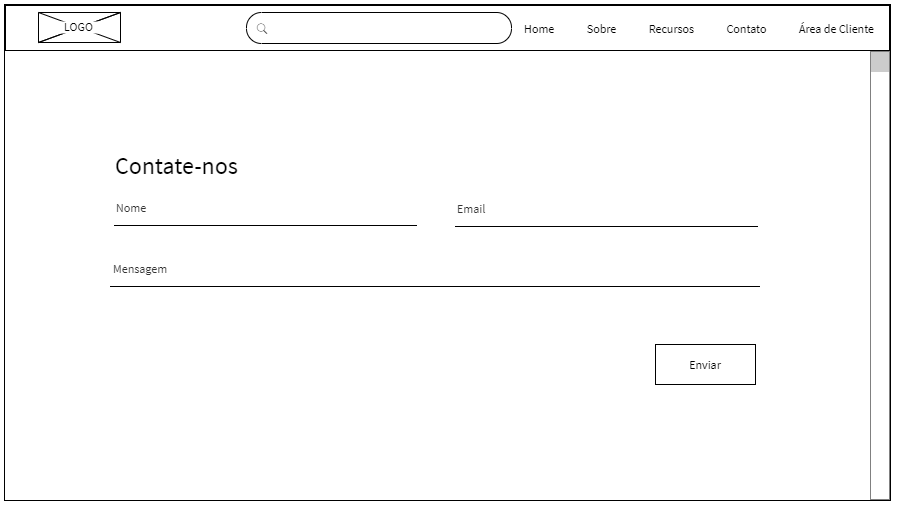 LOGO
Home Sobre Recursos Contato Área de Cliente
Contate-nos
Nome Email
Mensagem
Enviar